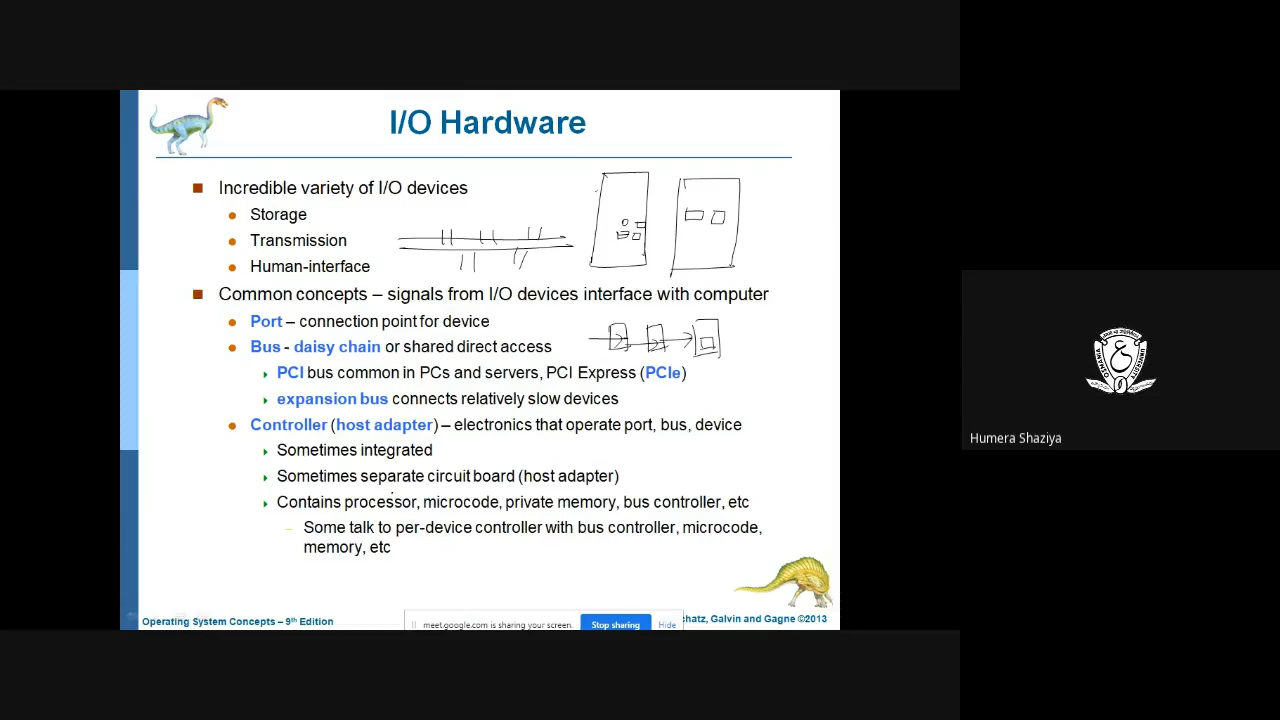 I/O Hardware
Incredible variety of I/O devices
Storage
Transmission
Human-interface
Common concepts – signals from I/O devices interface with computer
Port – connection point for device
Bus - daisy chain or shared direct access
PCI bus common in PCs and servers, PCI Express (PCIe)
expansion bus connects relatively slow devices
Controller (host adapter) – electronics that operate port, bus, device
Sometimes integrated
Sometimes separate circuit board (host adapter)
Contains processor, microcode, private memory, bus controller, etc
Some talk to per-device controller with bus controller, microcode,
memory, etc
Operating System Concepts – 9th Edition
meet.google.com is sharing your screen.
Stop sharing
Hide
chatz, Galvin and Gagne ©2013
Humera Shaziya